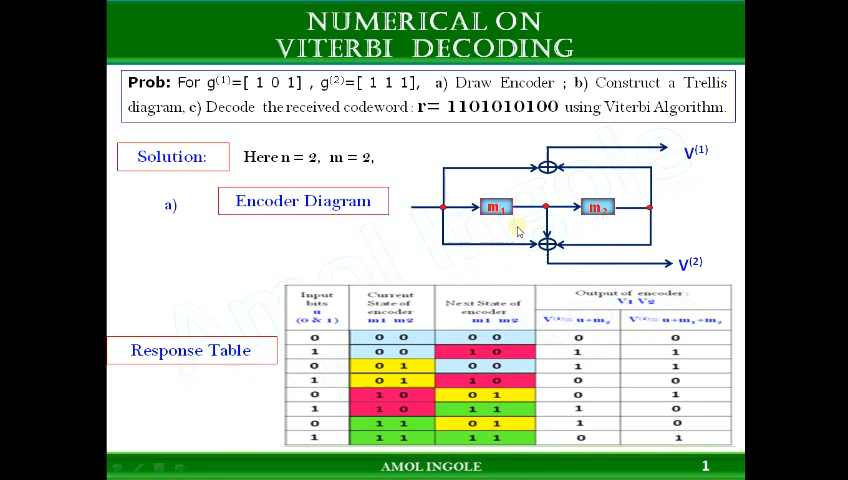 NUMERICAL ON
VITERBI DECODING
Prob: For g(1)=[ 1 0 1] , g(2)=[ 1 1 1], a) Draw Encoder ; b) Construct a Trellis
diagram, c) Decode the received codeword : r= 1101010100 using Viterbi Algorithm.
Solution:
Here n = 2, m = 2,
a)
Encoder Diagram
V(1)
m1
m2
V(2)
Response Table
Input bits u (0 & 1)
Current State of encoder m1 m2
Next State of encoder m1 m2
Output of encoder : V1 V2
V(1)= u+m2
V(2)= u+m1+m2
0 0 0 0 0 0 0
1 0 0 1 0 1 1
0 0 1 0 0 1 1
1 0 1 1 0 0 0
0 1 0 0 1 0 1
1 1 0 1 1 1 0
0 1 1 0 1 1 0
1 1 1 1 1 0 1
Amol Ingole
AMOL INGOLE
1